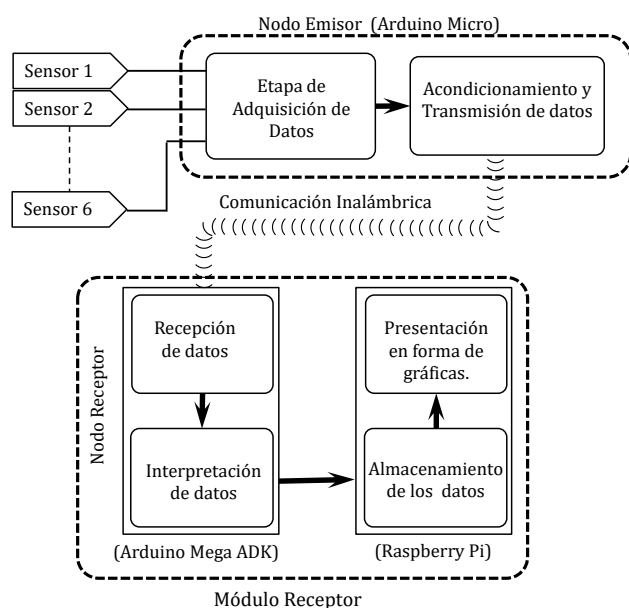 Nodo Emisor (Arduino Micro)
Sensor 1
Sensor 2
Sensor 6
Etapa de
Adquisición de
Datos
Acondicionamiento y
Transmisión de datos
Comunicación Inalámbrica
Nodo Receptor
Recepción
de datos
Interpretación
de datos
(Arduino Mega ADK)
Presentación
en forma de
gráficas.
Almacenamiento
de los datos
(Raspberry Pi)
Módulo Receptor